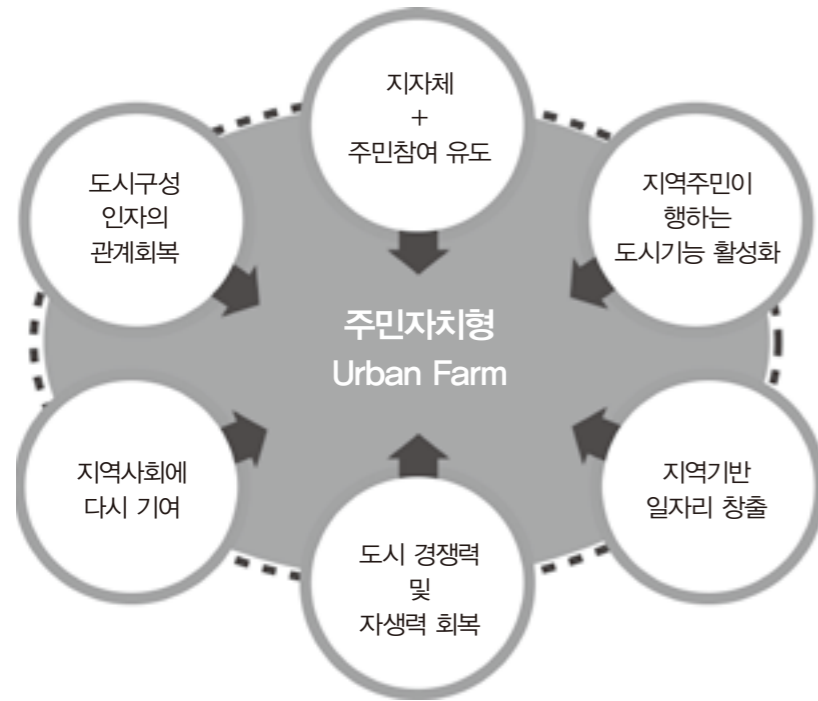 지자체
+
주민참여 유도
도시구성
인자의
관계회복
지역주민이
행하는
도시기능 활성화
주민자치형
Urban Farm
지역사회에
다시 기여
지역기반
일자리 창출
도시 경쟁력
및
자생력 회복